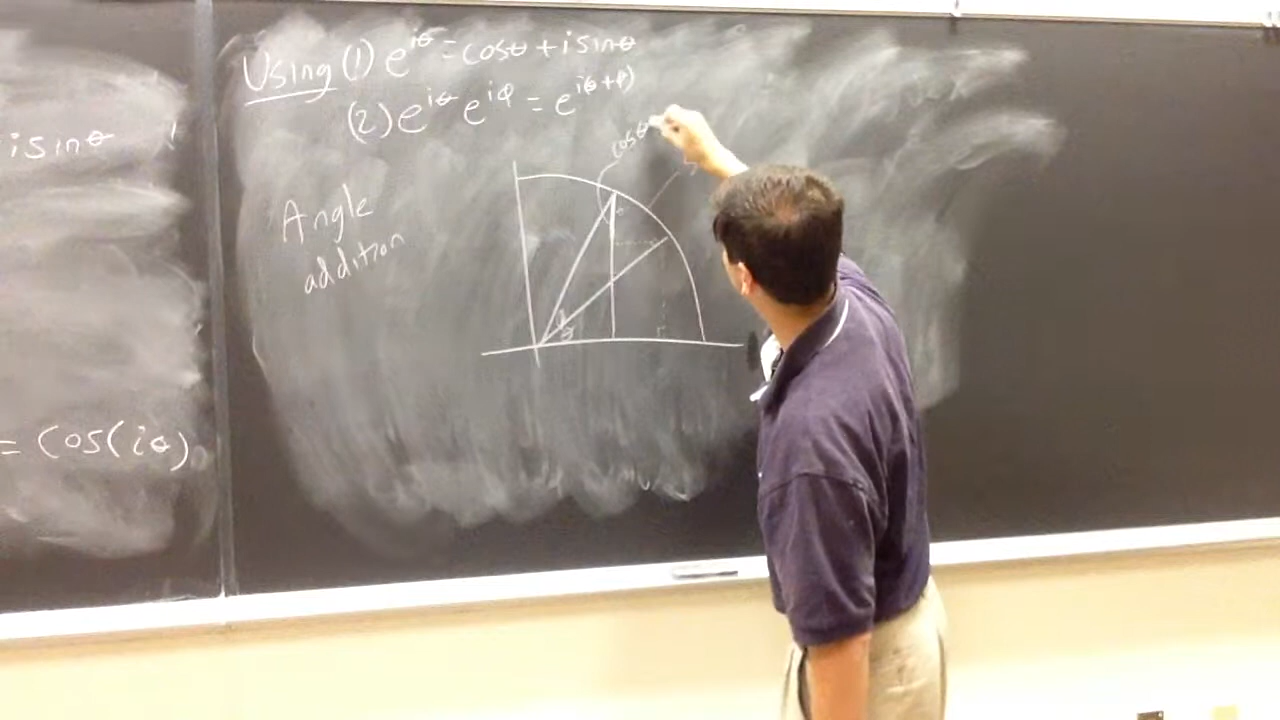 isinθ !
= Cos(iθ)
Using (1) e^{iθ} = cosθ + isinθ
(2) e^{iθ} e^{iφ} = e^{i(θ+φ)}
Angle
addition
cosθ